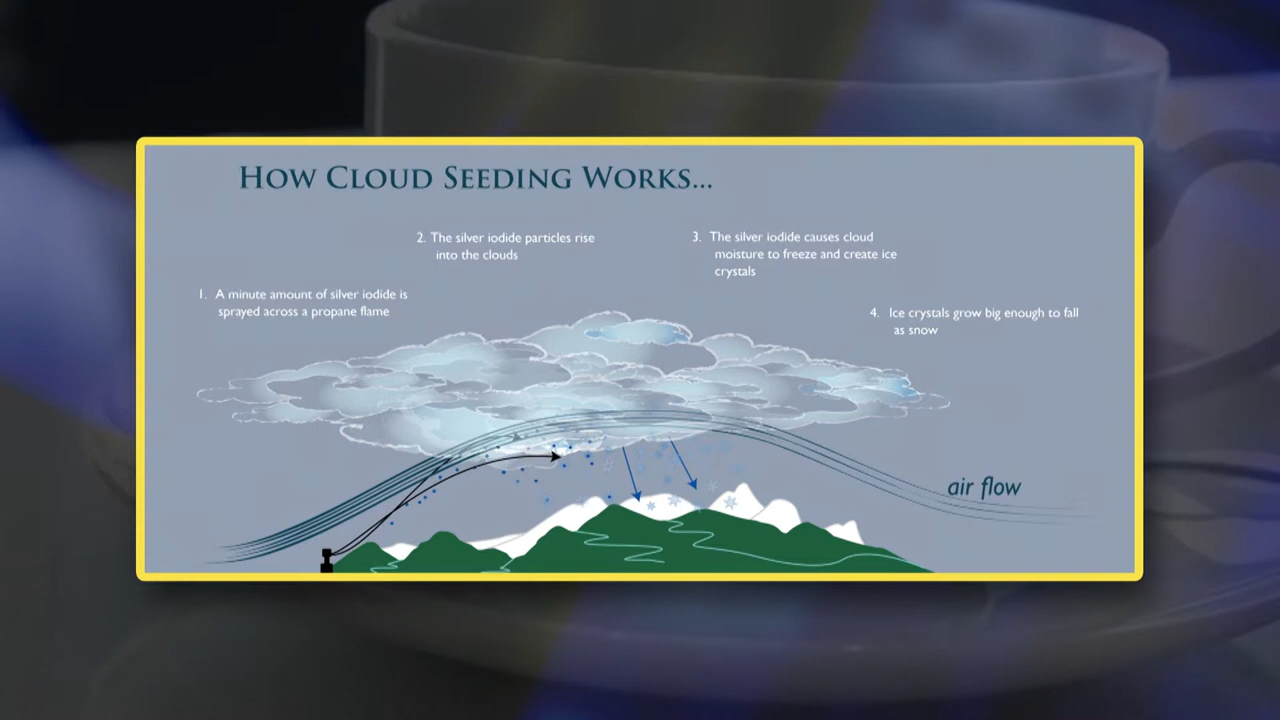 How Cloud Seeding Works...
1. A minute amount of silver iodide is
sprayed across a propane flame
2. The silver iodide particles rise
into the clouds
3. The silver iodide causes cloud
moisture to freeze and create ice
crystals
4. Ice crystals grow big enough to fall
as snow
air flow